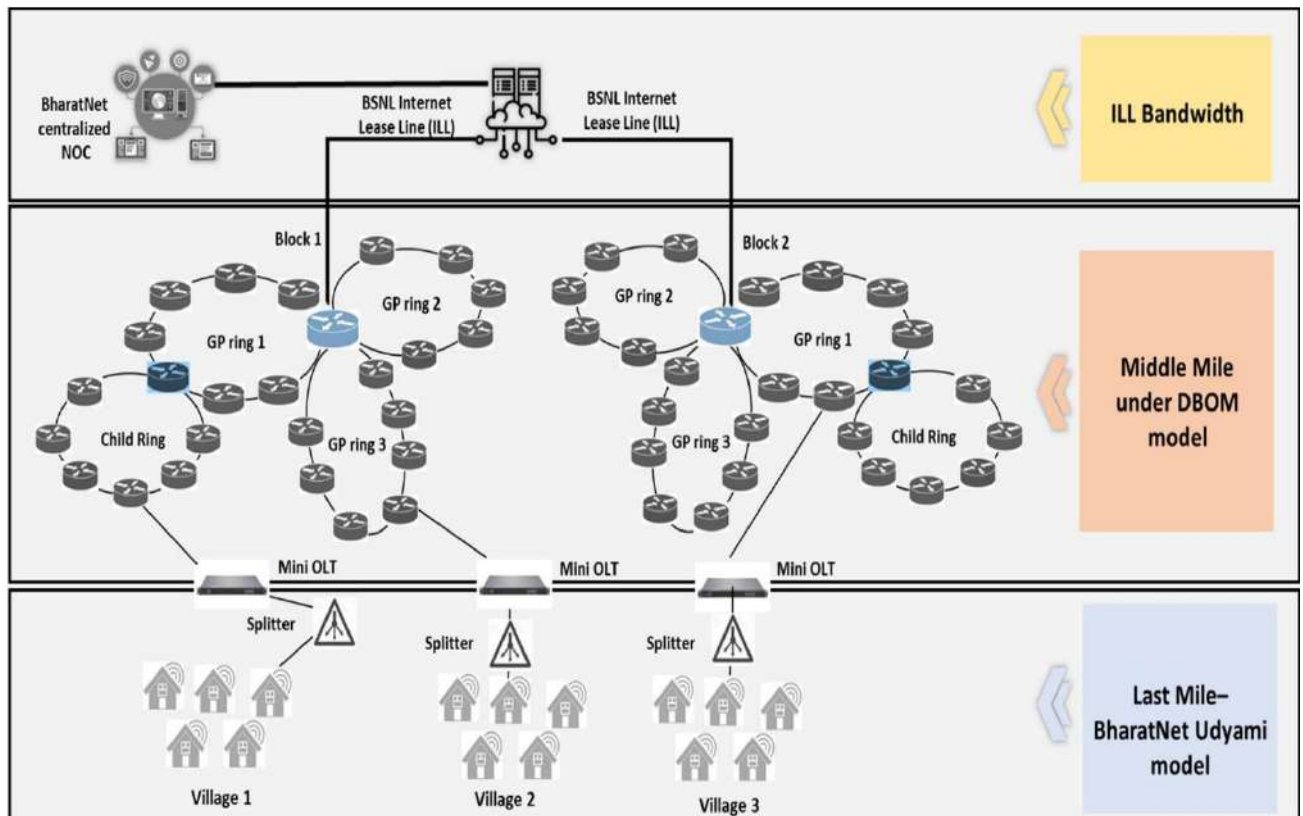 BharatNet
centralized
NOC
BSNL Internet
Lease Line (ILL)
BSNL Internet
Lease Line (ILL)
ILL Bandwidth
Block 1
Block 2
GP ring 2
GP ring 2
GP ring 1
GP ring 1
Child Ring
GP ring 3
GP ring 3
Child Ring
Middle Mile
under DBOM
model
Mini OLT
Mini OLT
Mini OLT
Splitter
Splitter
Splitter
Village 1
Village 2
Village 3
Last Mile–
BharatNet Udyami
model